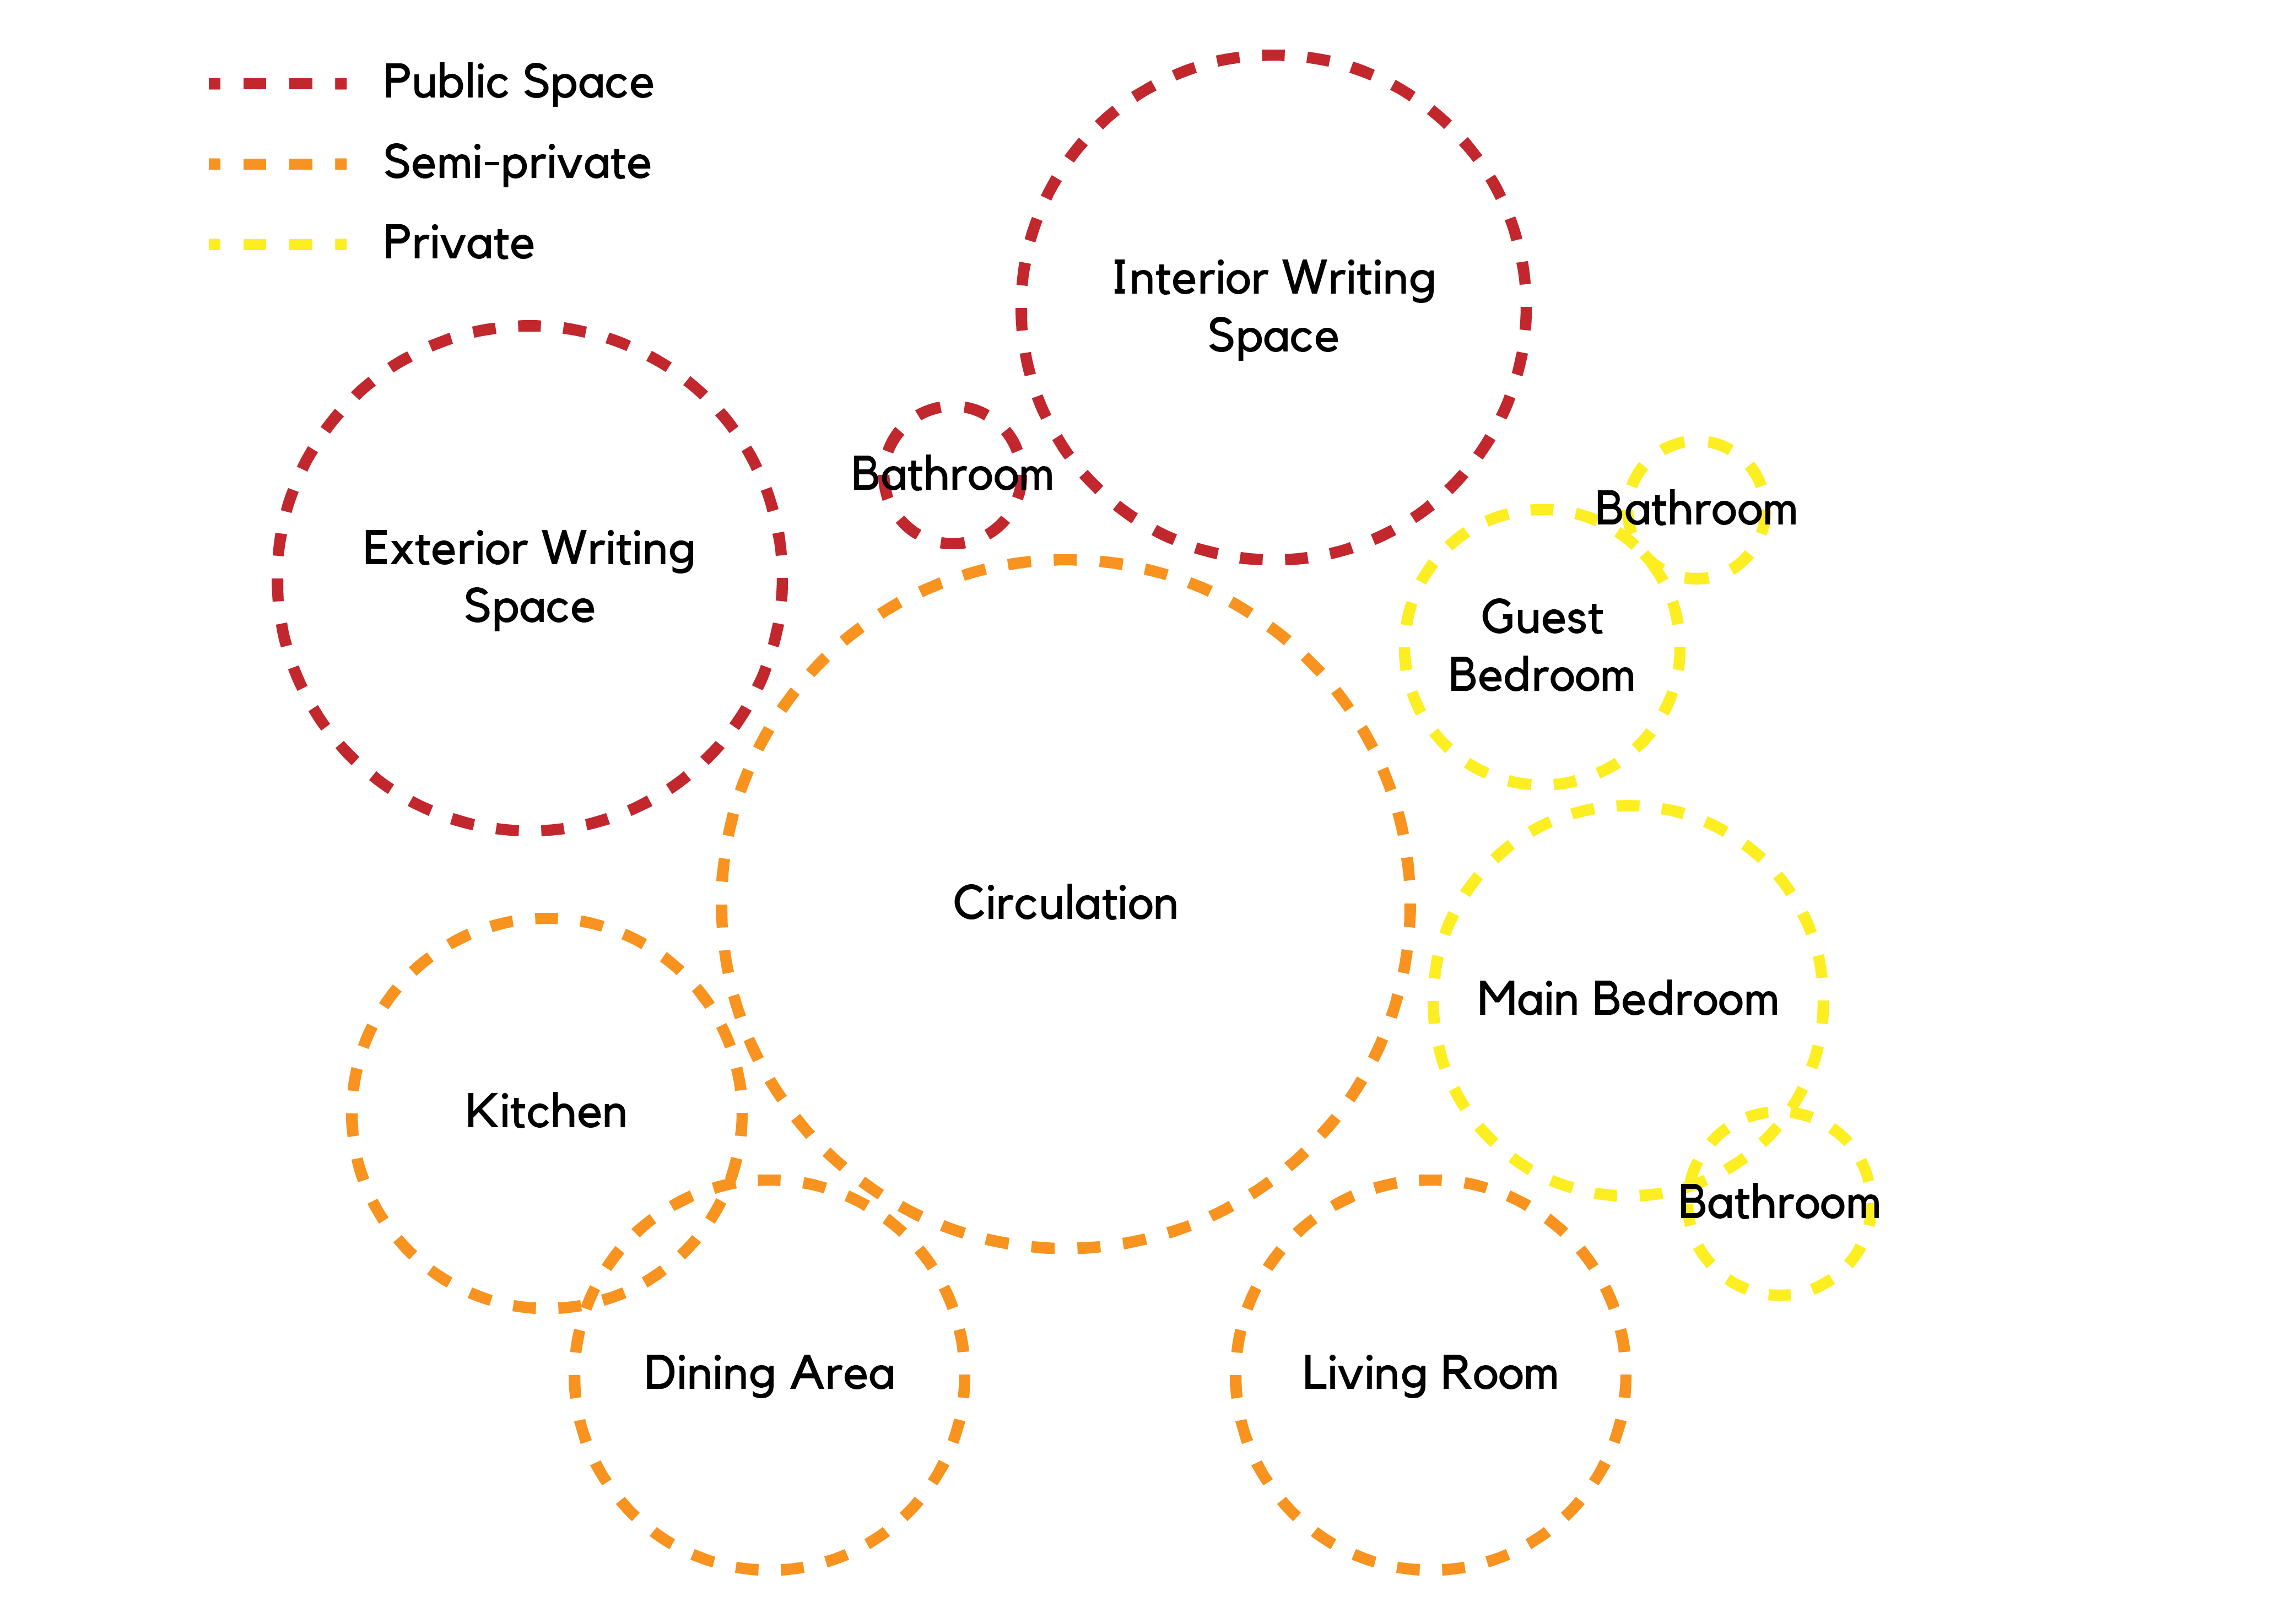 Public Space
Semi-private
Private
Interior Writing
Space
Bathroom
Exterior Writing
Space
Bathroom
Guest
Bedroom
Circulation
Main Bedroom
Kitchen
Bathroom
Dining Area
Living Room